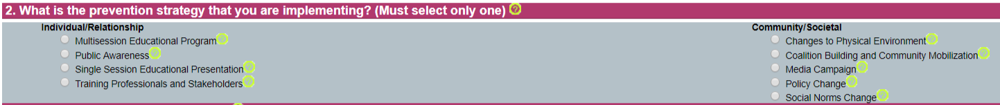 2. What is the prevention strategy that you are implementing? (Must select only one) ?
Individual/Relationship
Multisession Educational Program ?
Public Awareness ?
Single Session Educational Presentation ?
Training Professionals and Stakeholders ?
Community/Societal
Changes to Physical Environment ?
Coalition Building and Community Mobilization ?
Media Campaign ?
Policy Change ?
Social Norms Change ?